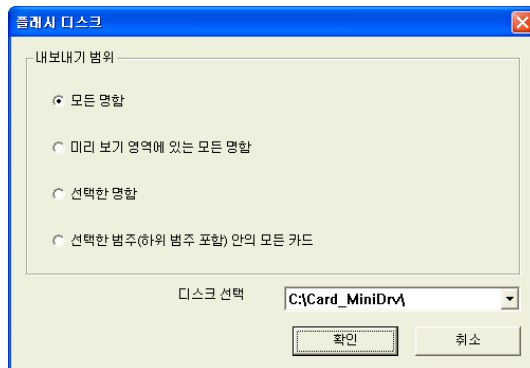 플래시 디스크
내보내기 범위
모든 명함
미리 보기 영역에 있는 모든 명함
선택한 명함
선택한 범주(하위 범주 포함) 안의 모든 카드
디스크 선택
C:\Card_MiniDrv\
확인
취소